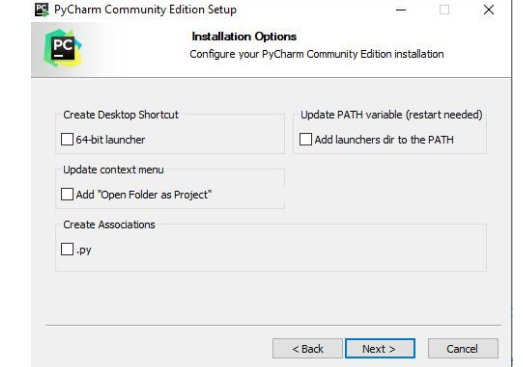 PyCharm Community Edition Setup
PC
Installation Options
Configure your PyCharm Community Edition installation
Create Desktop Shortcut
64-bit launcher
Update PATH variable (restart needed)
Add launchers dir to the PATH
Update context menu
Add "Open Folder as Project"
Create Associations
.py
< Back
Next >
Cancel